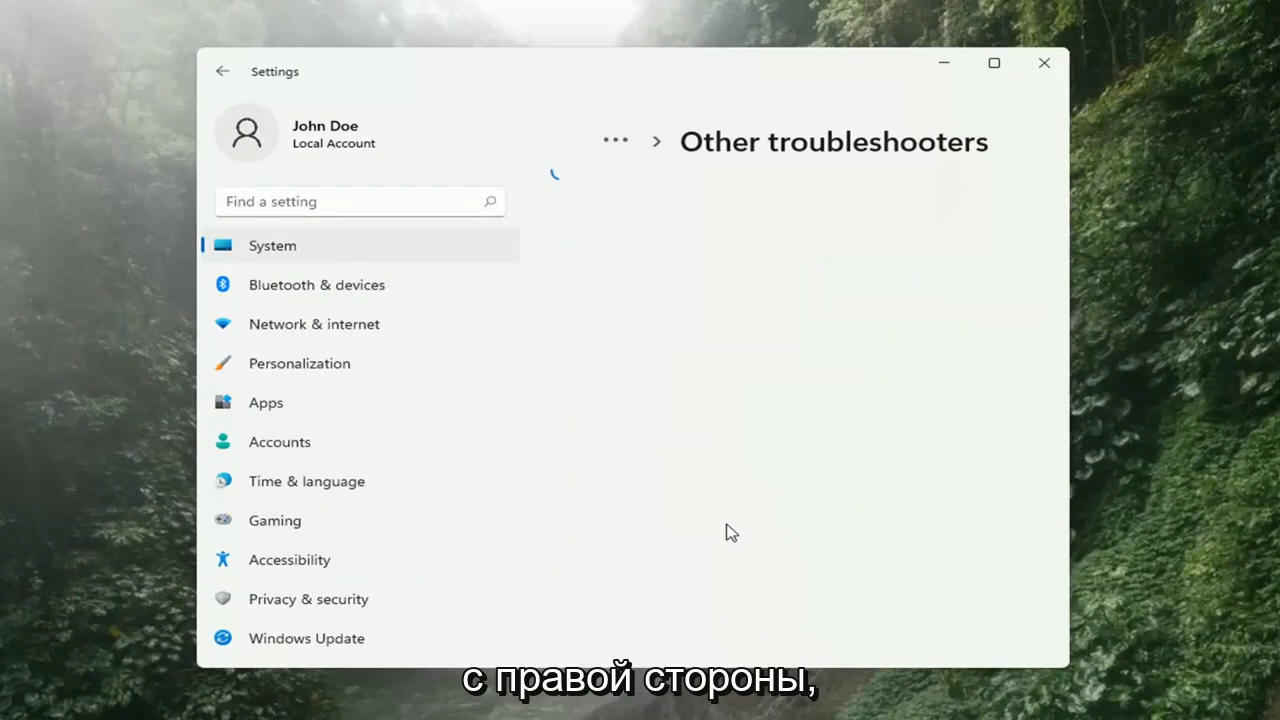 Settings
John Doe
Local Account
Find a setting
System
Bluetooth & devices
Network & internet
Personalization
Apps
Accounts
Time & language
Gaming
Accessibility
Privacy & security
Windows Update
… > Other troubleshooters
с правой стороны,